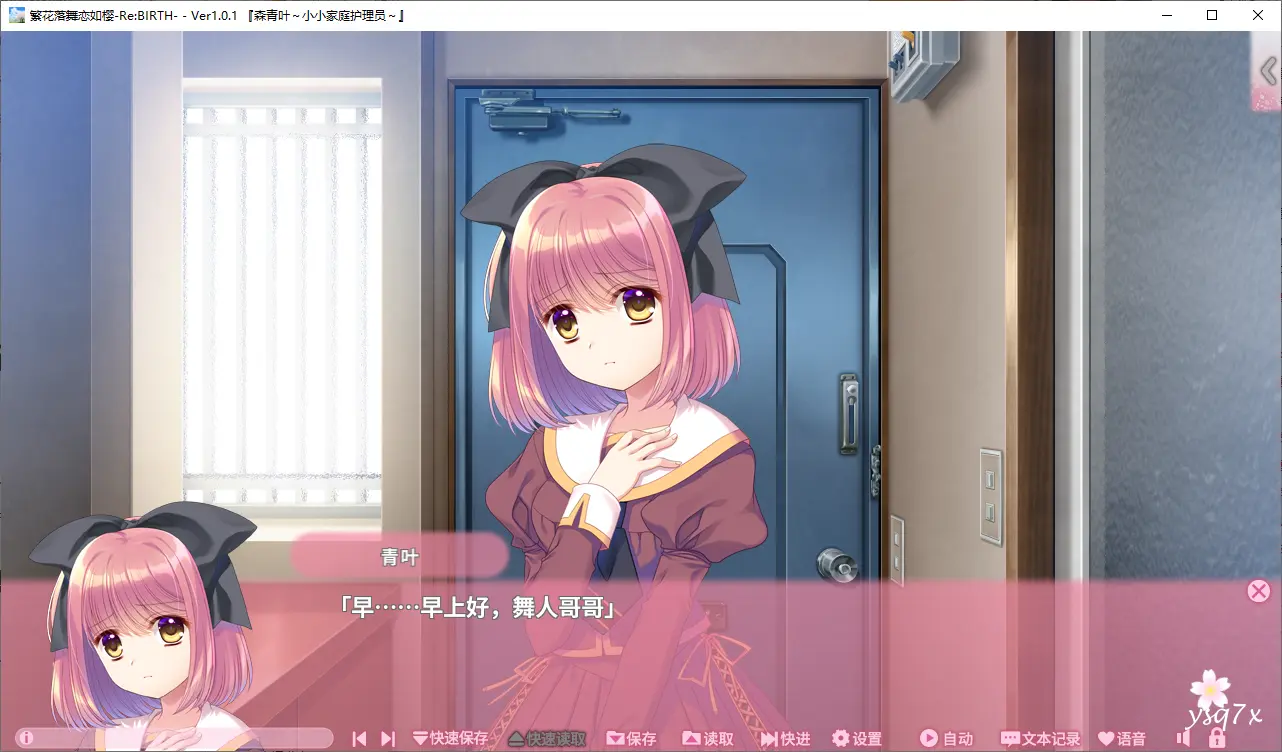 繁花落舞恋如樱-Re:BIRTH- - Ver1.0.1 『森青叶～小小家庭护理员～』
青叶
「早……早上好，舞人哥哥」
快速保存 快速读取 保存 读取 快进 设置 自动 文本记录 语音
ysq7x